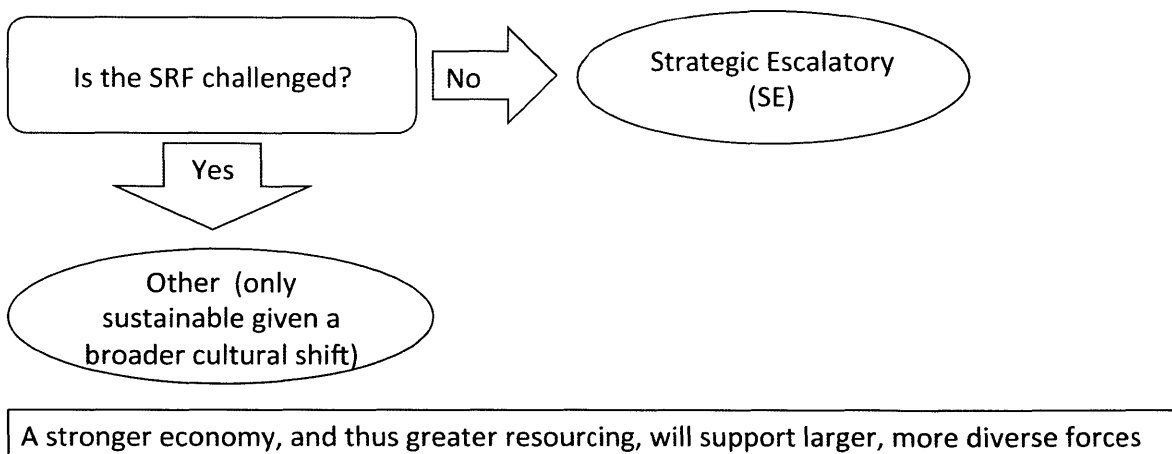 Is the SRF challenged?
No
Strategic Escalatory
(SE)
Yes
Other (only
sustainable given a
broader cultural shift)
A stronger economy, and thus greater resourcing, will support larger, more diverse forces